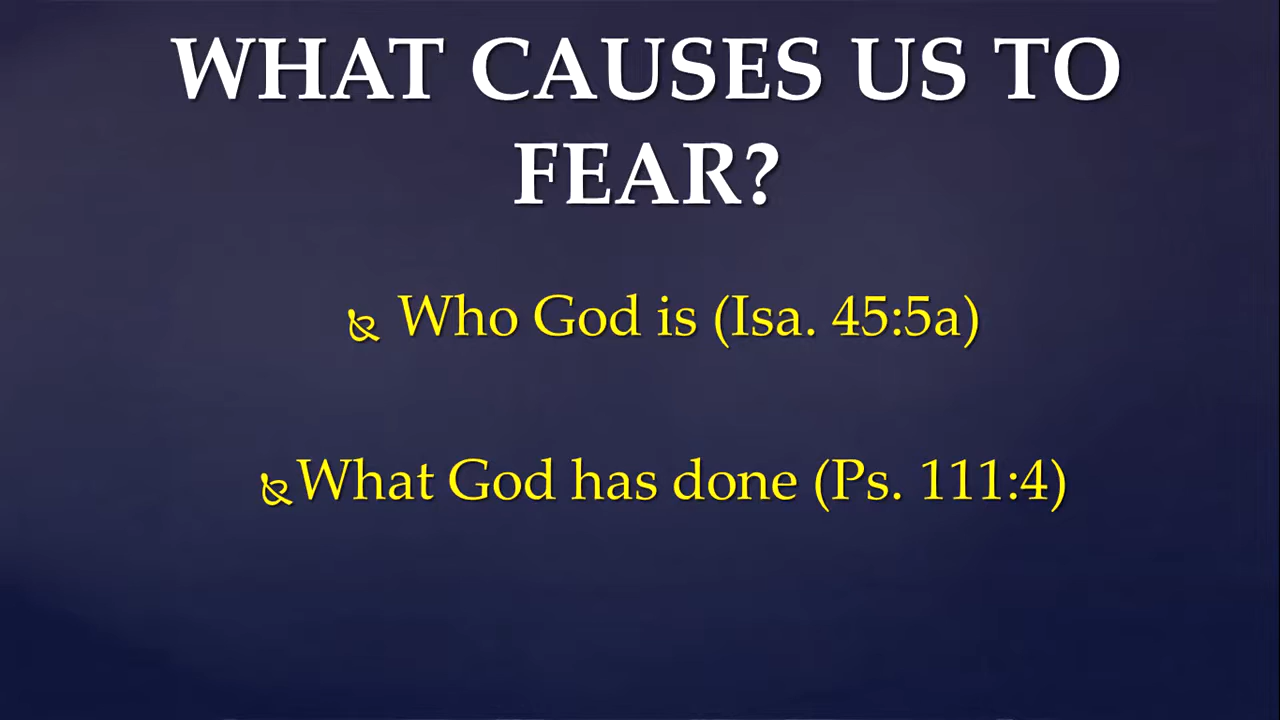 WHAT CAUSES US TO
FEAR?
Who God is (Isa. 45:5a)
What God has done (Ps. 111:4)